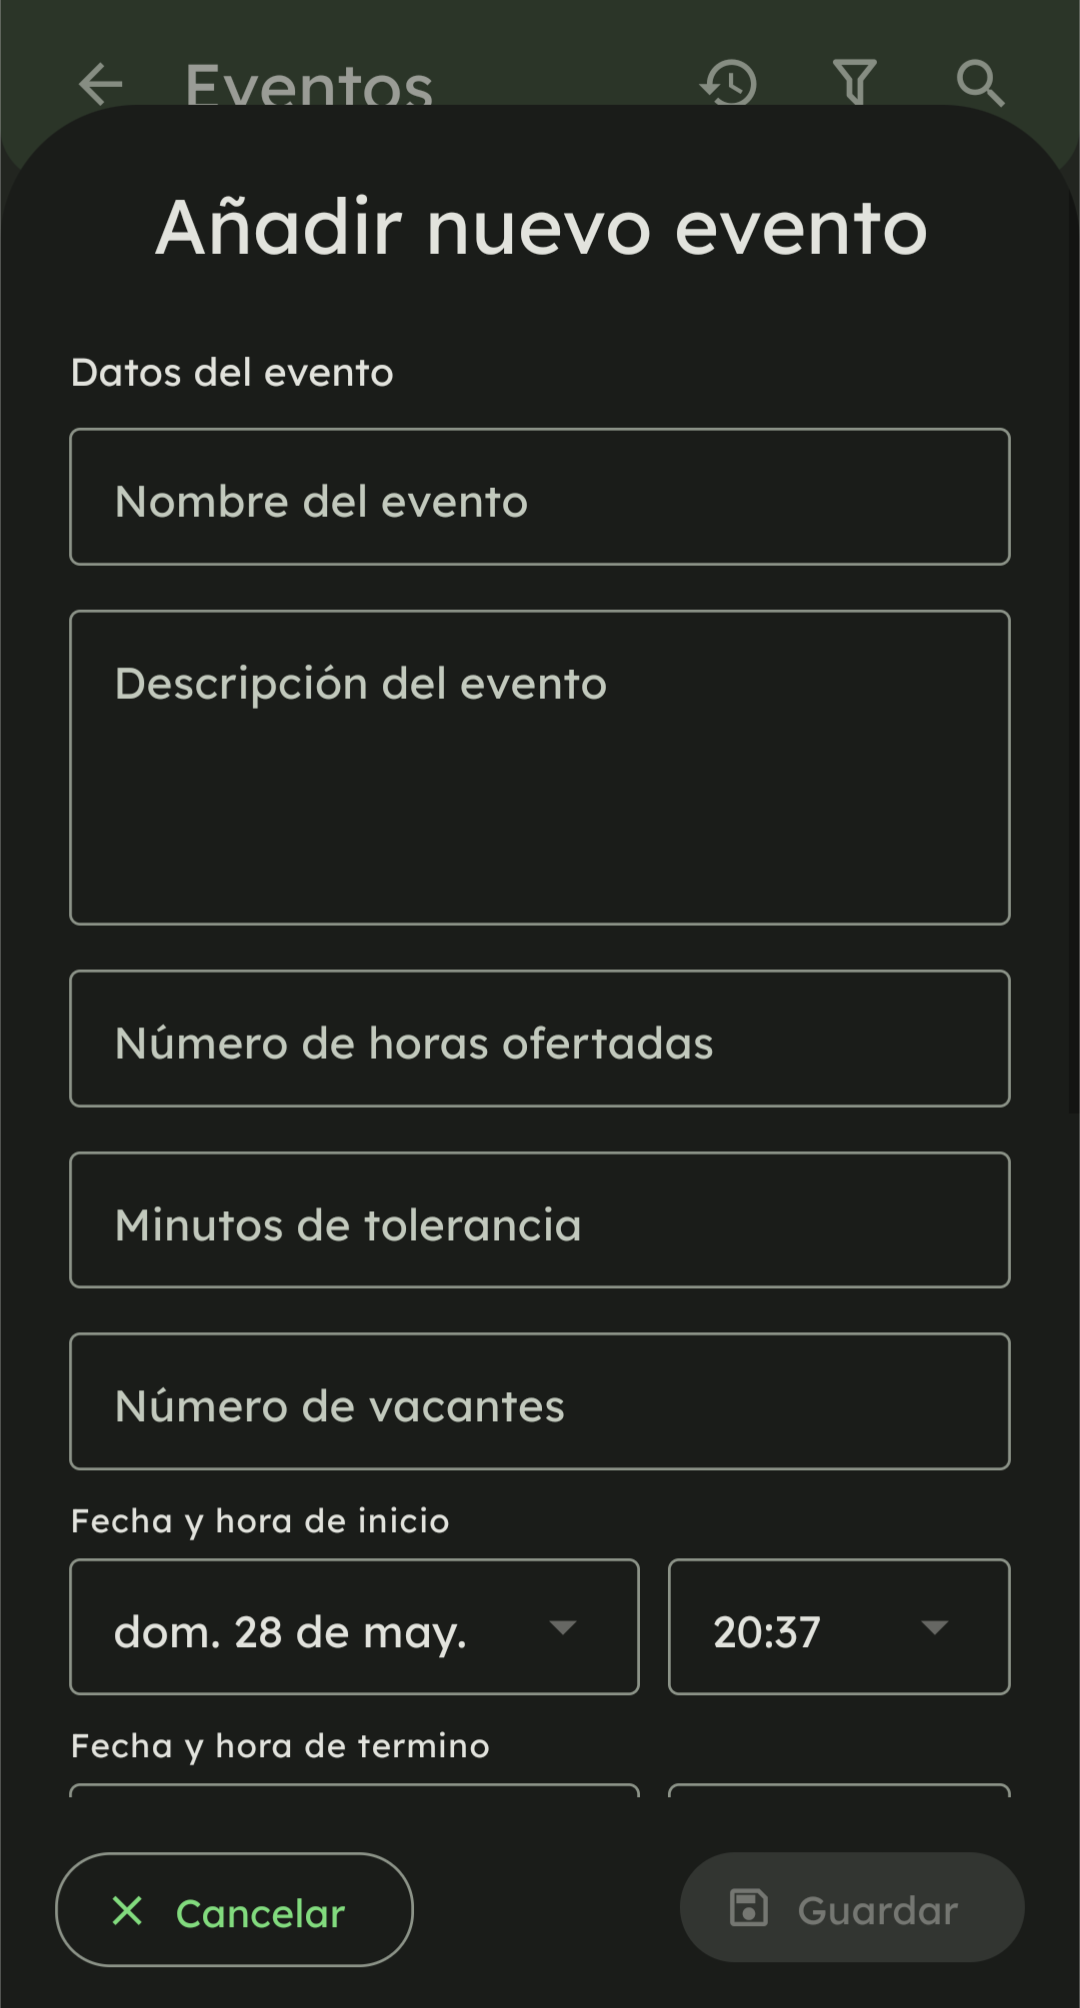 Eventos
Añadir nuevo evento
Datos del evento
Nombre del evento
Descripción del evento
Número de horas ofertadas
Minutos de tolerancia
Número de vacantes
Fecha y hora de inicio
dom. 28 de may. 20:37
Fecha y hora de termino
Cancelar Guardar